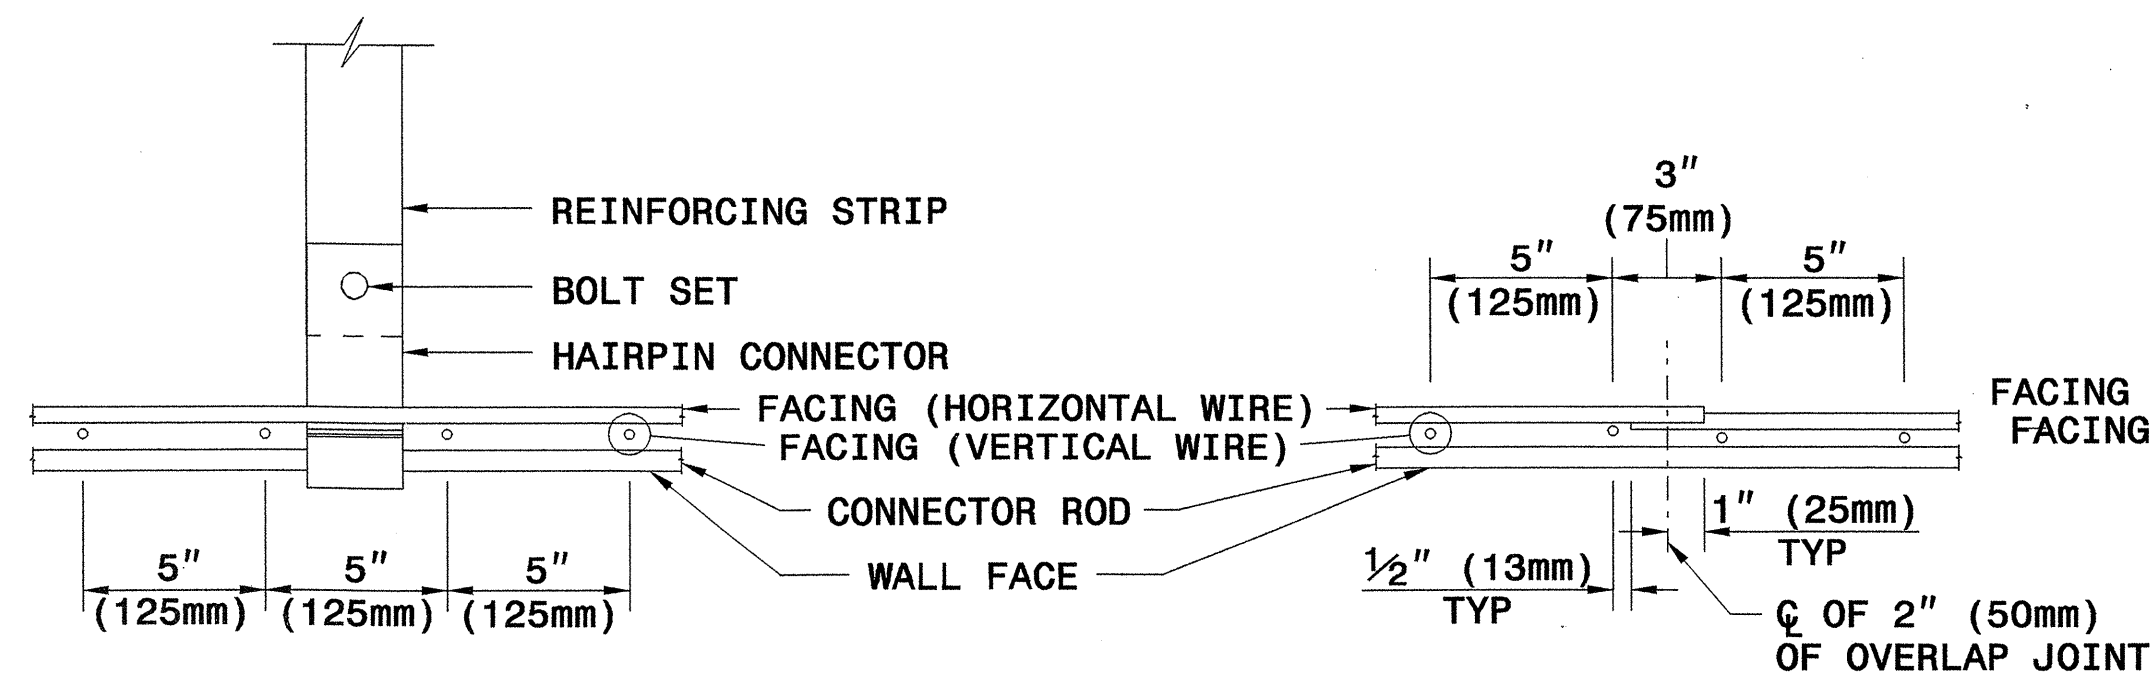 REINFORCING STRIP
BOLT SET
HAIRPIN CONNECTOR
FACING (HORIZONTAL WIRE)
FACING (VERTICAL WIRE)
CONNECTOR ROD
WALL FACE
5"
(125mm)
5"
(125mm)
5"
(125mm)
3"
(75mm)
5"
(125mm)
5"
(125mm)
FACING
FACING
1" (25mm)
TYP
½" (13mm)
TYP
℄ OF 2" (50mm)
OF OVERLAP JOINT